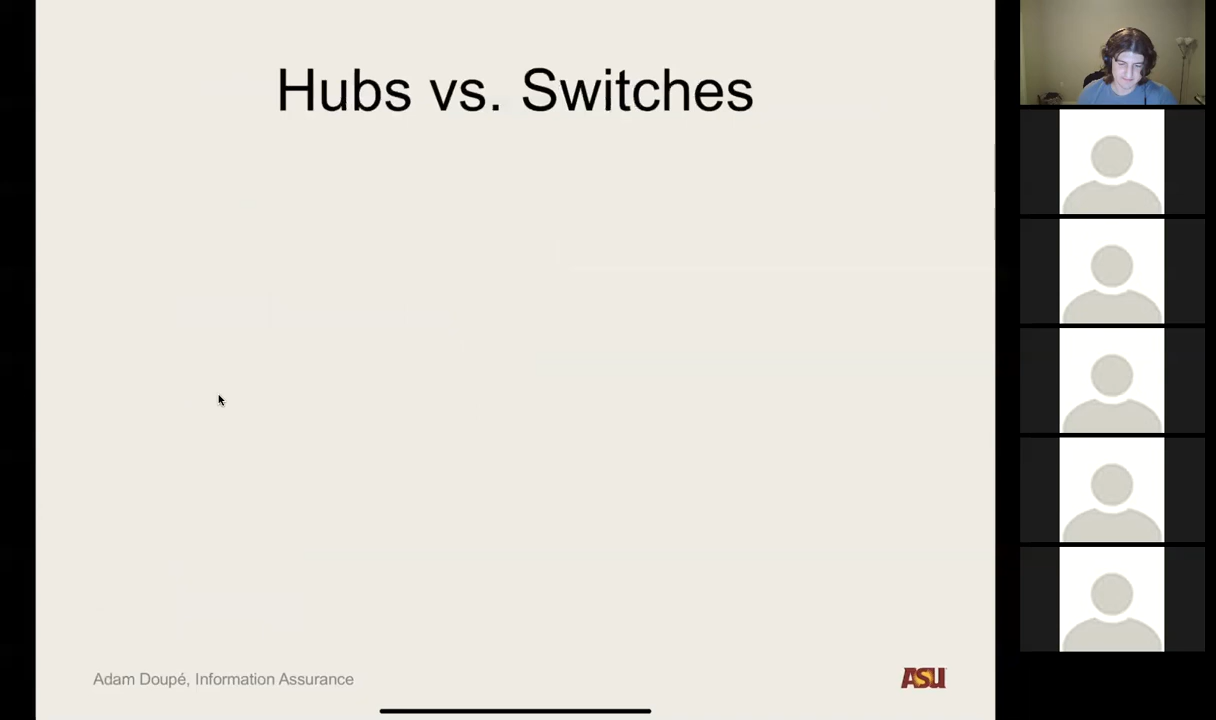 Hubs vs. Switches
Adam Doupé, Information Assurance
ASU